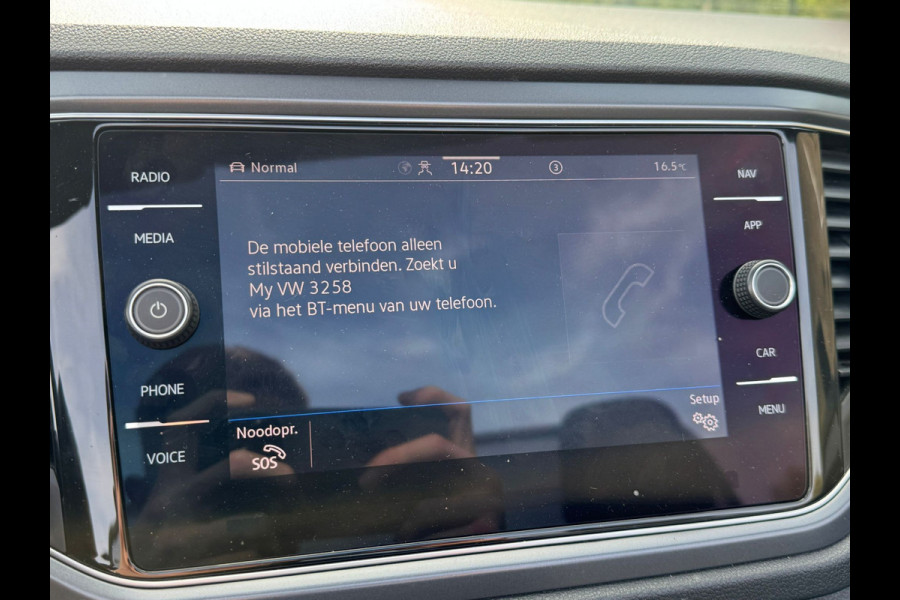 RADIO
MEDIA
PHONE
VOICE
Normal 14:20 3 16.5°C
De mobiele telefoon alleen
stilstaand verbinden. Zoekt u
My VW 3258
via het BT-menu van uw telefoon.
Noodopr.
SOS
Setup
NAV
APP
CAR
MENU